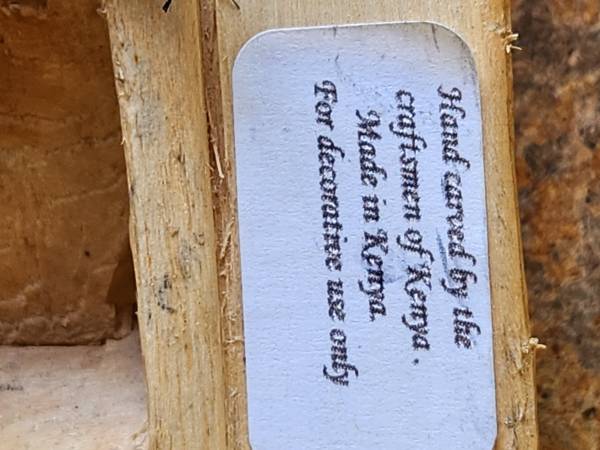 Hand carved by the
craftsmen of Kenya.
Made in Kenya.
For decorative use only